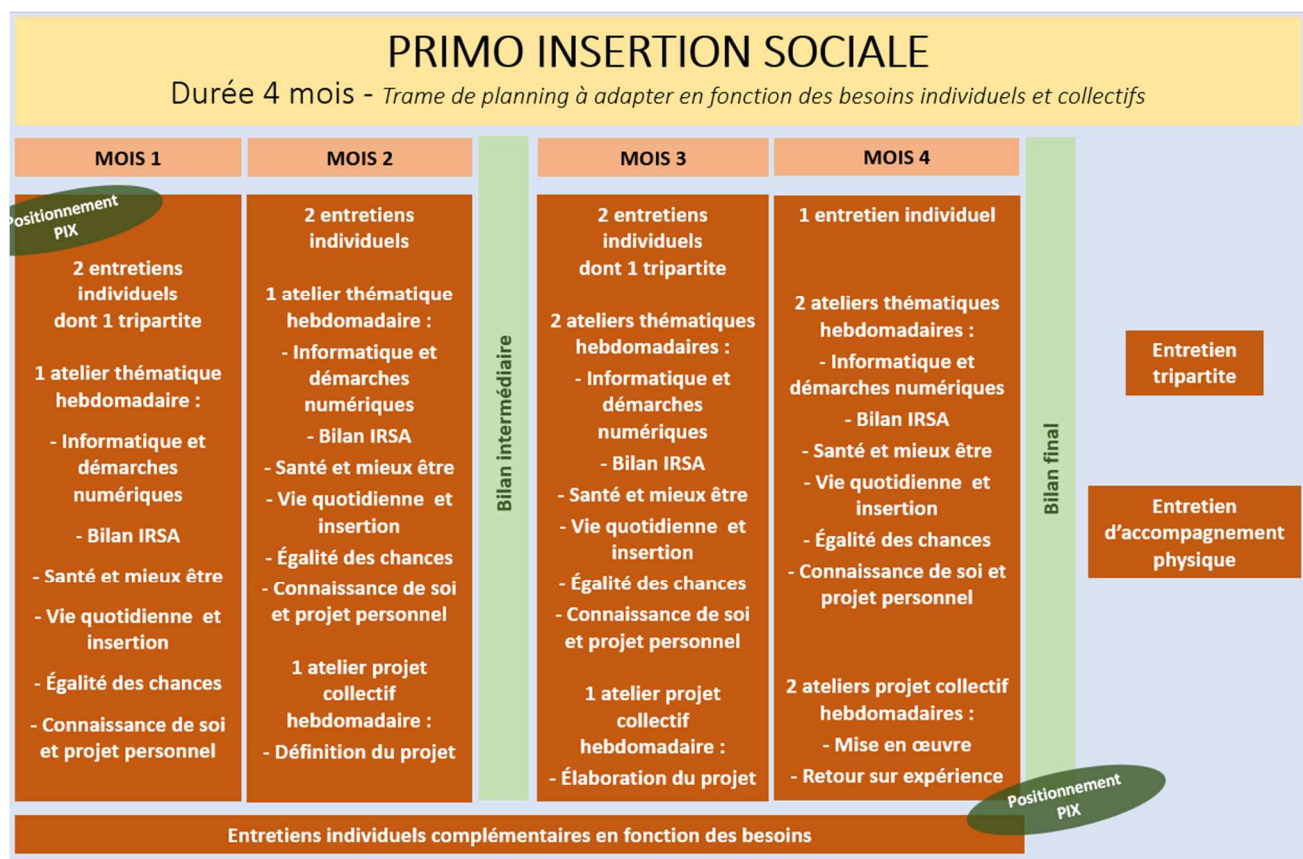 PRIMO INSERTION SOCIALE
Durée 4 mois - Trame de planning à adapter en fonction des besoins individuels et collectifs
MOIS 1
Positionnement
PIX
2 entretiens
individuels
dont 1 tripartite
1 atelier thématique
hebdomadaire :
- Informatique et
démarches
numériques
- Bilan IRSA
- Santé et mieux être
- Vie quotidienne et
insertion
- Égalité des chances
- Connaissance de soi
et projet personnel
MOIS 2
2 entretiens
individuels
1 atelier thématique
hebdomadaire :
- Informatique et
démarches
numériques
- Bilan IRSA
- Santé et mieux être
- Vie quotidienne et
insertion
- Égalité des chances
- Connaissance de soi
et projet personnel
1 atelier projet
collectif
hebdomadaire :
- Définition du projet
Bilan intermédiaire
MOIS 3
2 entretiens
individuels
dont 1 tripartite
2 ateliers thématiques
hebdomadaires :
- Informatique et
démarches
numériques
- Bilan IRSA
- Santé et mieux être
- Vie quotidienne et
insertion
- Égalité des chances
- Connaissance de soi
et projet personnel
1 atelier projet
collectif
hebdomadaire :
- Élaboration du projet
MOIS 4
1 entretien individuel
2 ateliers thématiques
hebdomadaires :
- Informatique et
démarches numériques
- Bilan IRSA
- Santé et mieux être
- Vie quotidienne et
insertion
- Égalité des chances
- Connaissance de soi et
projet personnel
2 ateliers projet collectif
hebdomadaires :
- Mise en œuvre
- Retour sur expérience
Bilan final
Positionnement
PIX
Entretien
tripartite
Entretien
d'accompagnement
physique
Entretiens individuels complémentaires en fonction des besoins